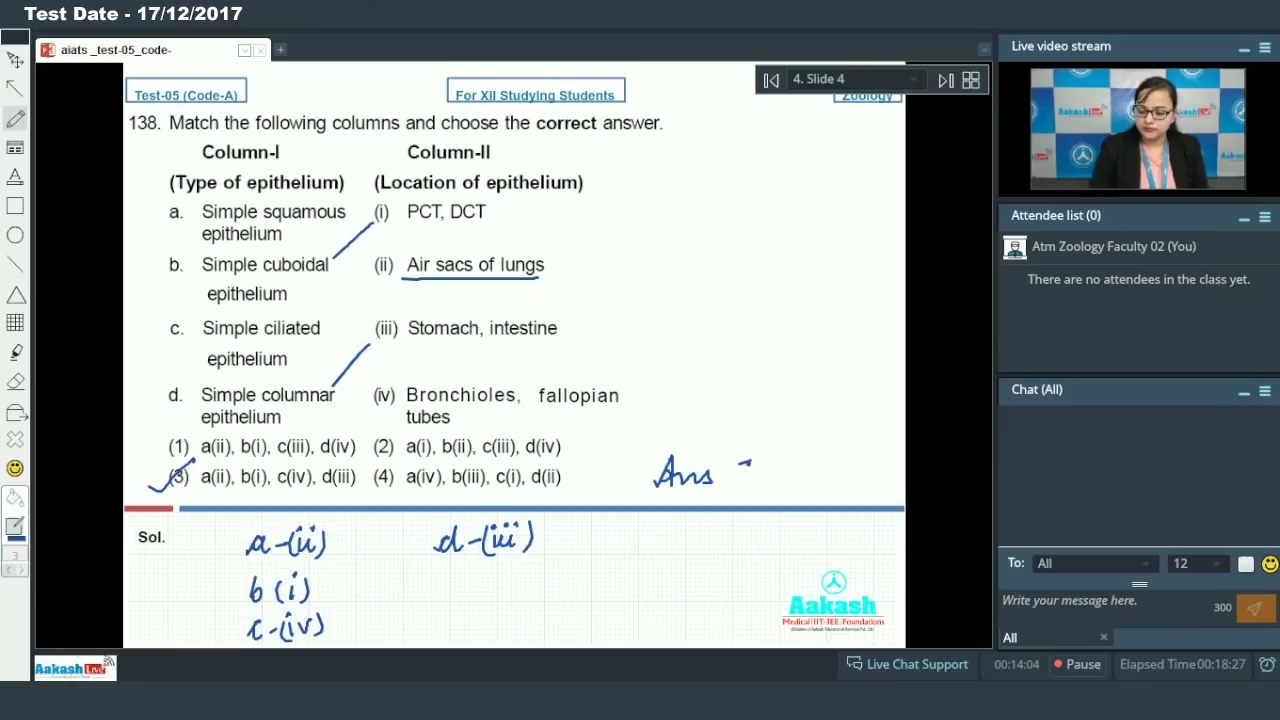 Test Date - 17/12/2017
aiats _test-05_code-
Test-05 (Code-A)
For XII Studying Students
Zoology
4. Slide 4
138. Match the following columns and choose the correct answer.
Column-I Column-II
(Type of epithelium) (Location of epithelium)
a. Simple squamous (i) PCT, DCT
epithelium
b. Simple cuboidal (ii) Air sacs of lungs
epithelium
c. Simple ciliated (iii) Stomach, intestine
epithelium
d. Simple columnar (iv) Bronchioles, fallopian
epithelium tubes
(1) a(ii), b(i), c(iii), d(iv) (2) a(i), b(ii), c(iii), d(iv)
(3) a(ii), b(i), c(iv), d(iii) (4) a(iv), b(iii), c(i), d(ii)
Ans -
Sol.
a-(ii) d-(iii)
b (i)
c-(iv)
Aakash
Medical|IIT-JEE|Foundations
Aakash Live
Live video stream
Attendee list (0)
Atm Zoology Faculty 02 (You)
There are no attendees in the class yet.
Chat (All)
To: All 12
Write your message here.
300
All
3
Live Chat Support
00:14:04
Pause
Elapsed Time 00:18:27